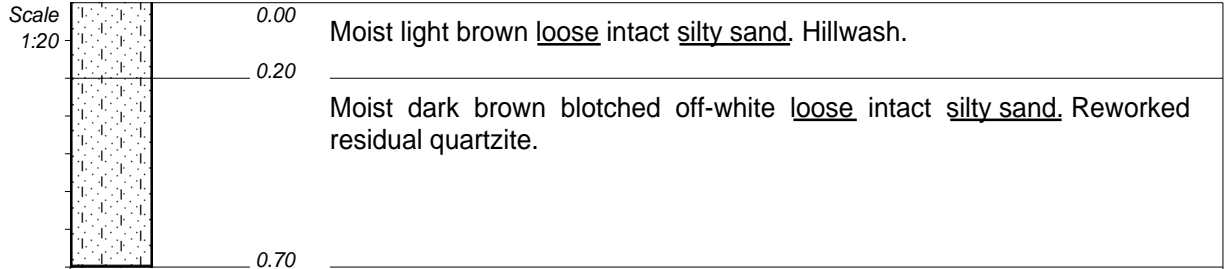 Scale
1:20
0.00
Moist light brown loose intact silty sand. Hillwash.
0.20
Moist dark brown blotched off-white loose intact silty sand. Reworked
residual quartzite.
0.70